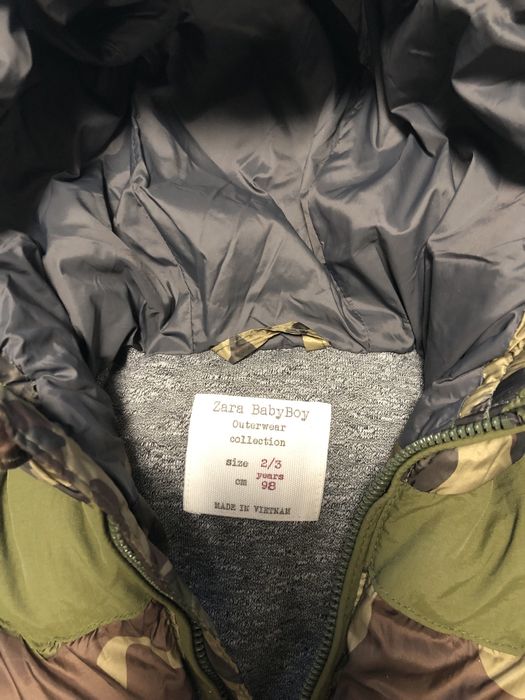 Zara BabyBoy
Outerwear
collection
size 2/3
years
cm 98
MADE IN VIETNAM